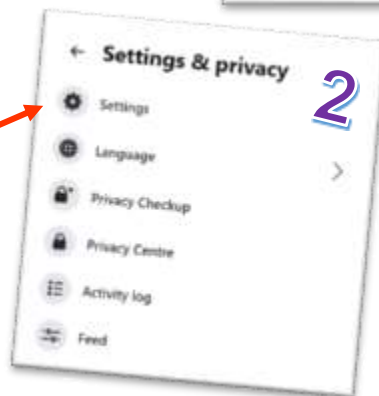 ← Settings & privacy
2
Settings
Language
Privacy Checkup
Privacy Centre
Activity log
Feed